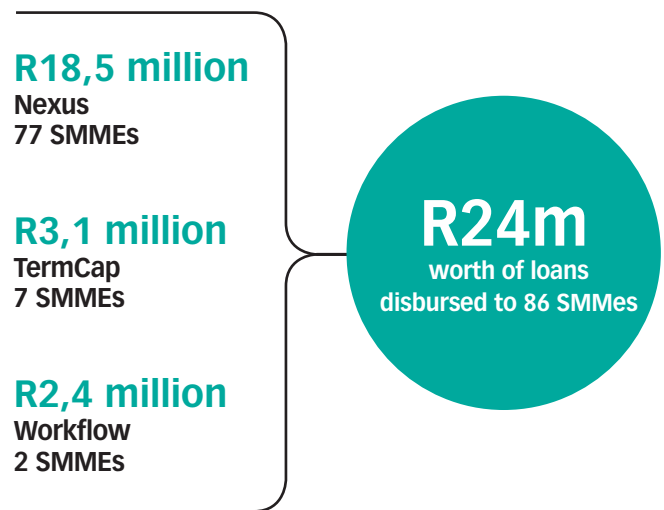 R18,5 million
Nexus
77 SMMEs
R3,1 million
TermCap
7 SMMEs
R2,4 million
Workflow
2 SMMEs
R24m
worth of loans
disbursed to 86 SMMes